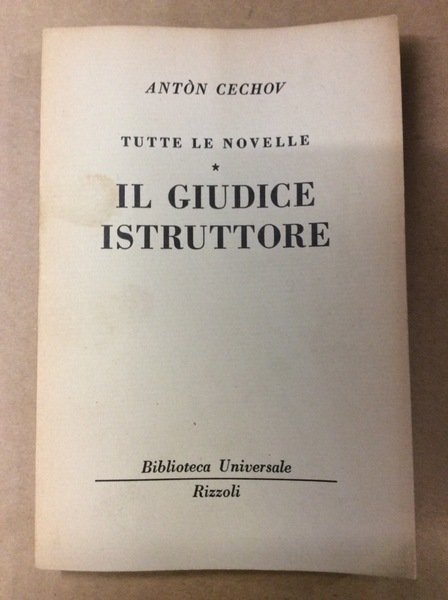 ANTÒN CECHOV
TUTTE LE NOVELLE
*
IL GIUDICE
ISTRUTTORE
Biblioteca Universale
Rizzoli